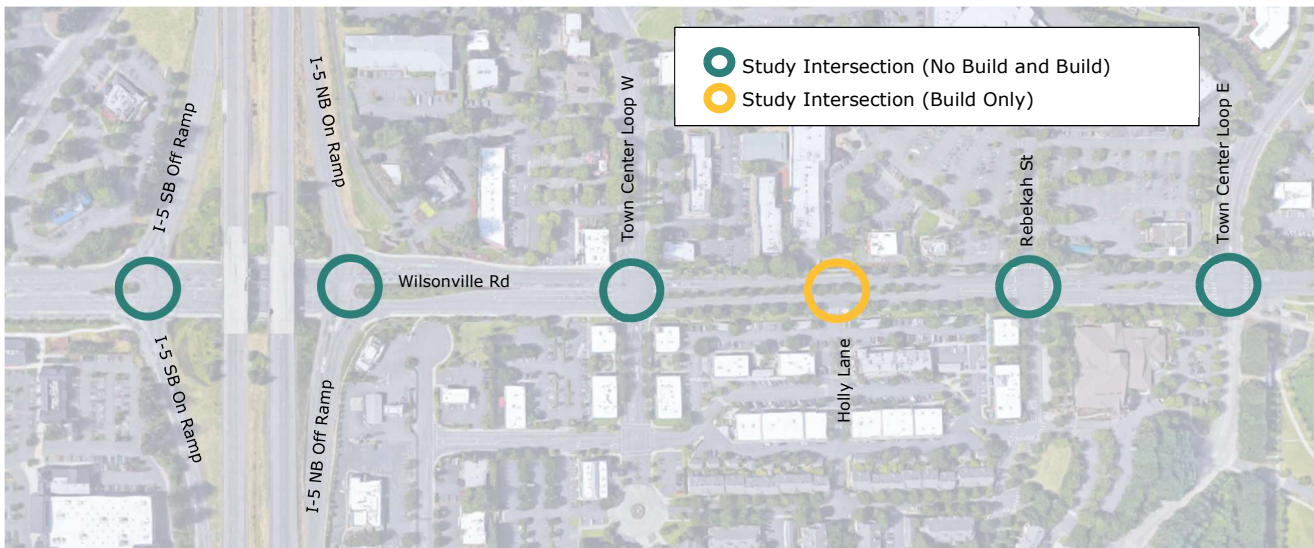 Study Intersection (No Build and Build)
Study Intersection (Build Only)
I-5 SB Off Ramp
I-5 NB On Ramp
Town Center Loop W
Rebekah St
Town Center Loop E
Wilsonville Rd
I-5 SB On Ramp
I-5 NB Off Ramp
Holly Lane